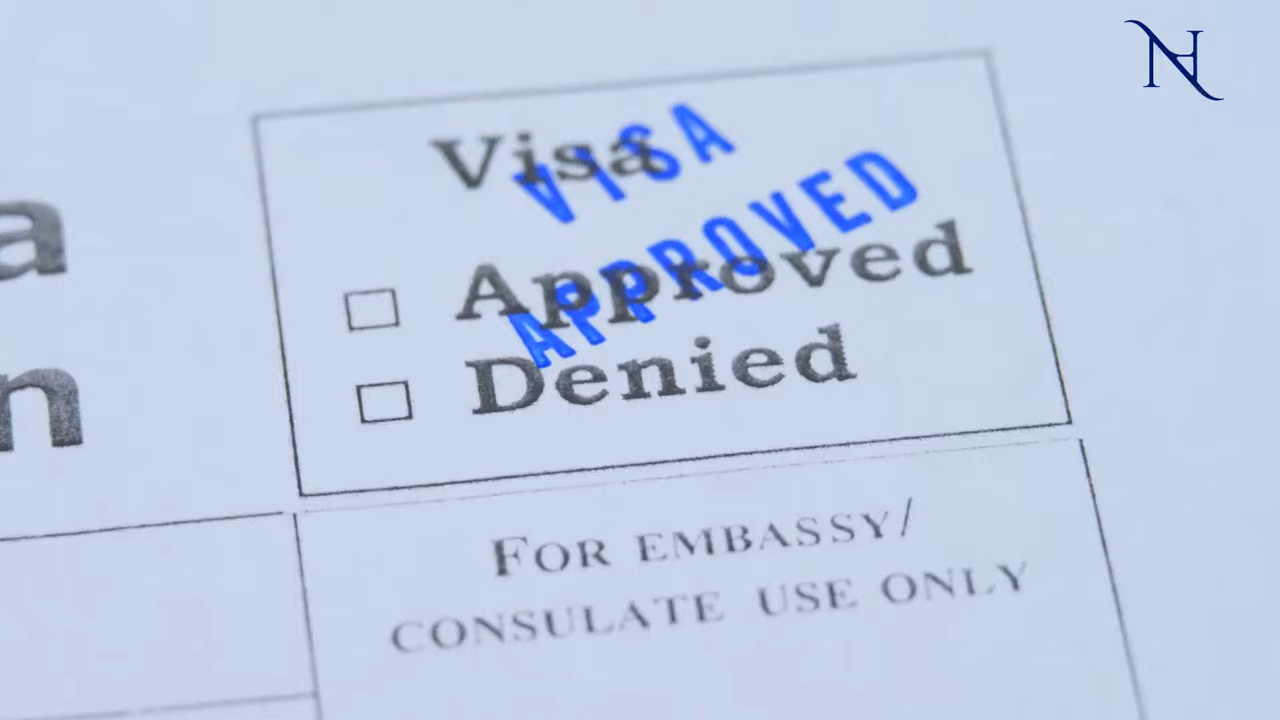 Visa
VISA
APPROVED
Approved
Denied
FOR EMBASSY/
CONSULATE USE ONLY
a
n